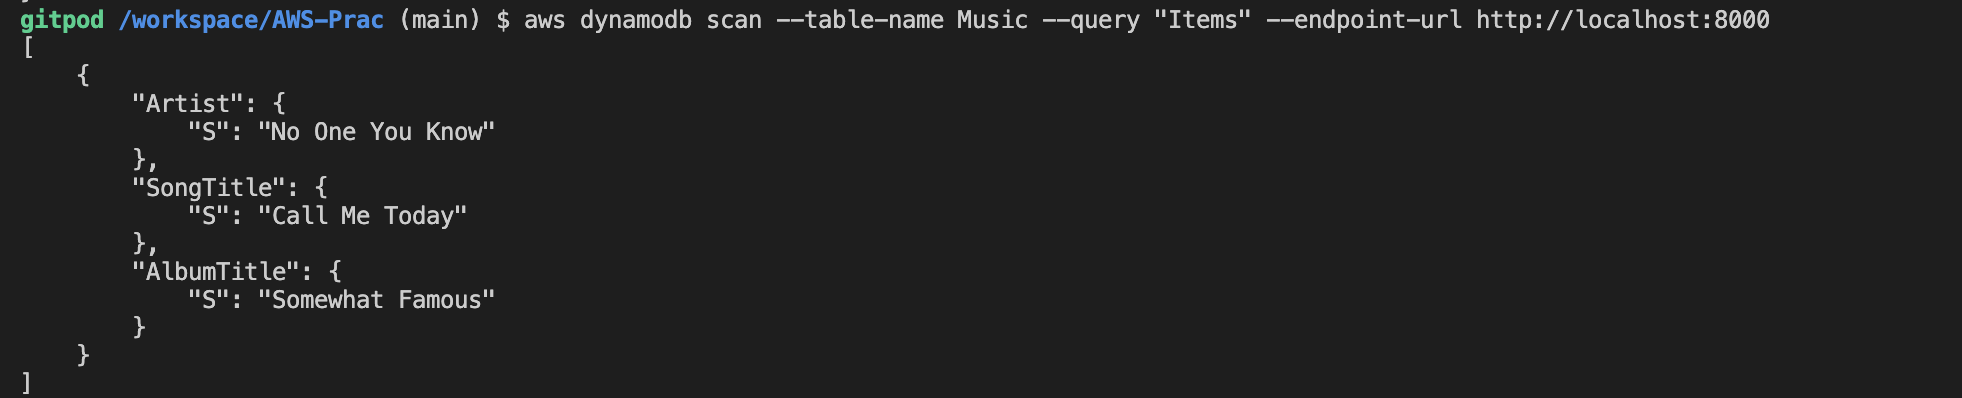 gitpod /workspace/AWS-Prac (main) $ aws dynamodb scan --table-name Music --query "Items" --endpoint-url http://localhost:8000
[
    {
        "Artist": {
            "S": "No One You Know"
        },
        "SongTitle": {
            "S": "Call Me Today"
        },
        "AlbumTitle": {
            "S": "Somewhat Famous"
        }
    }
]